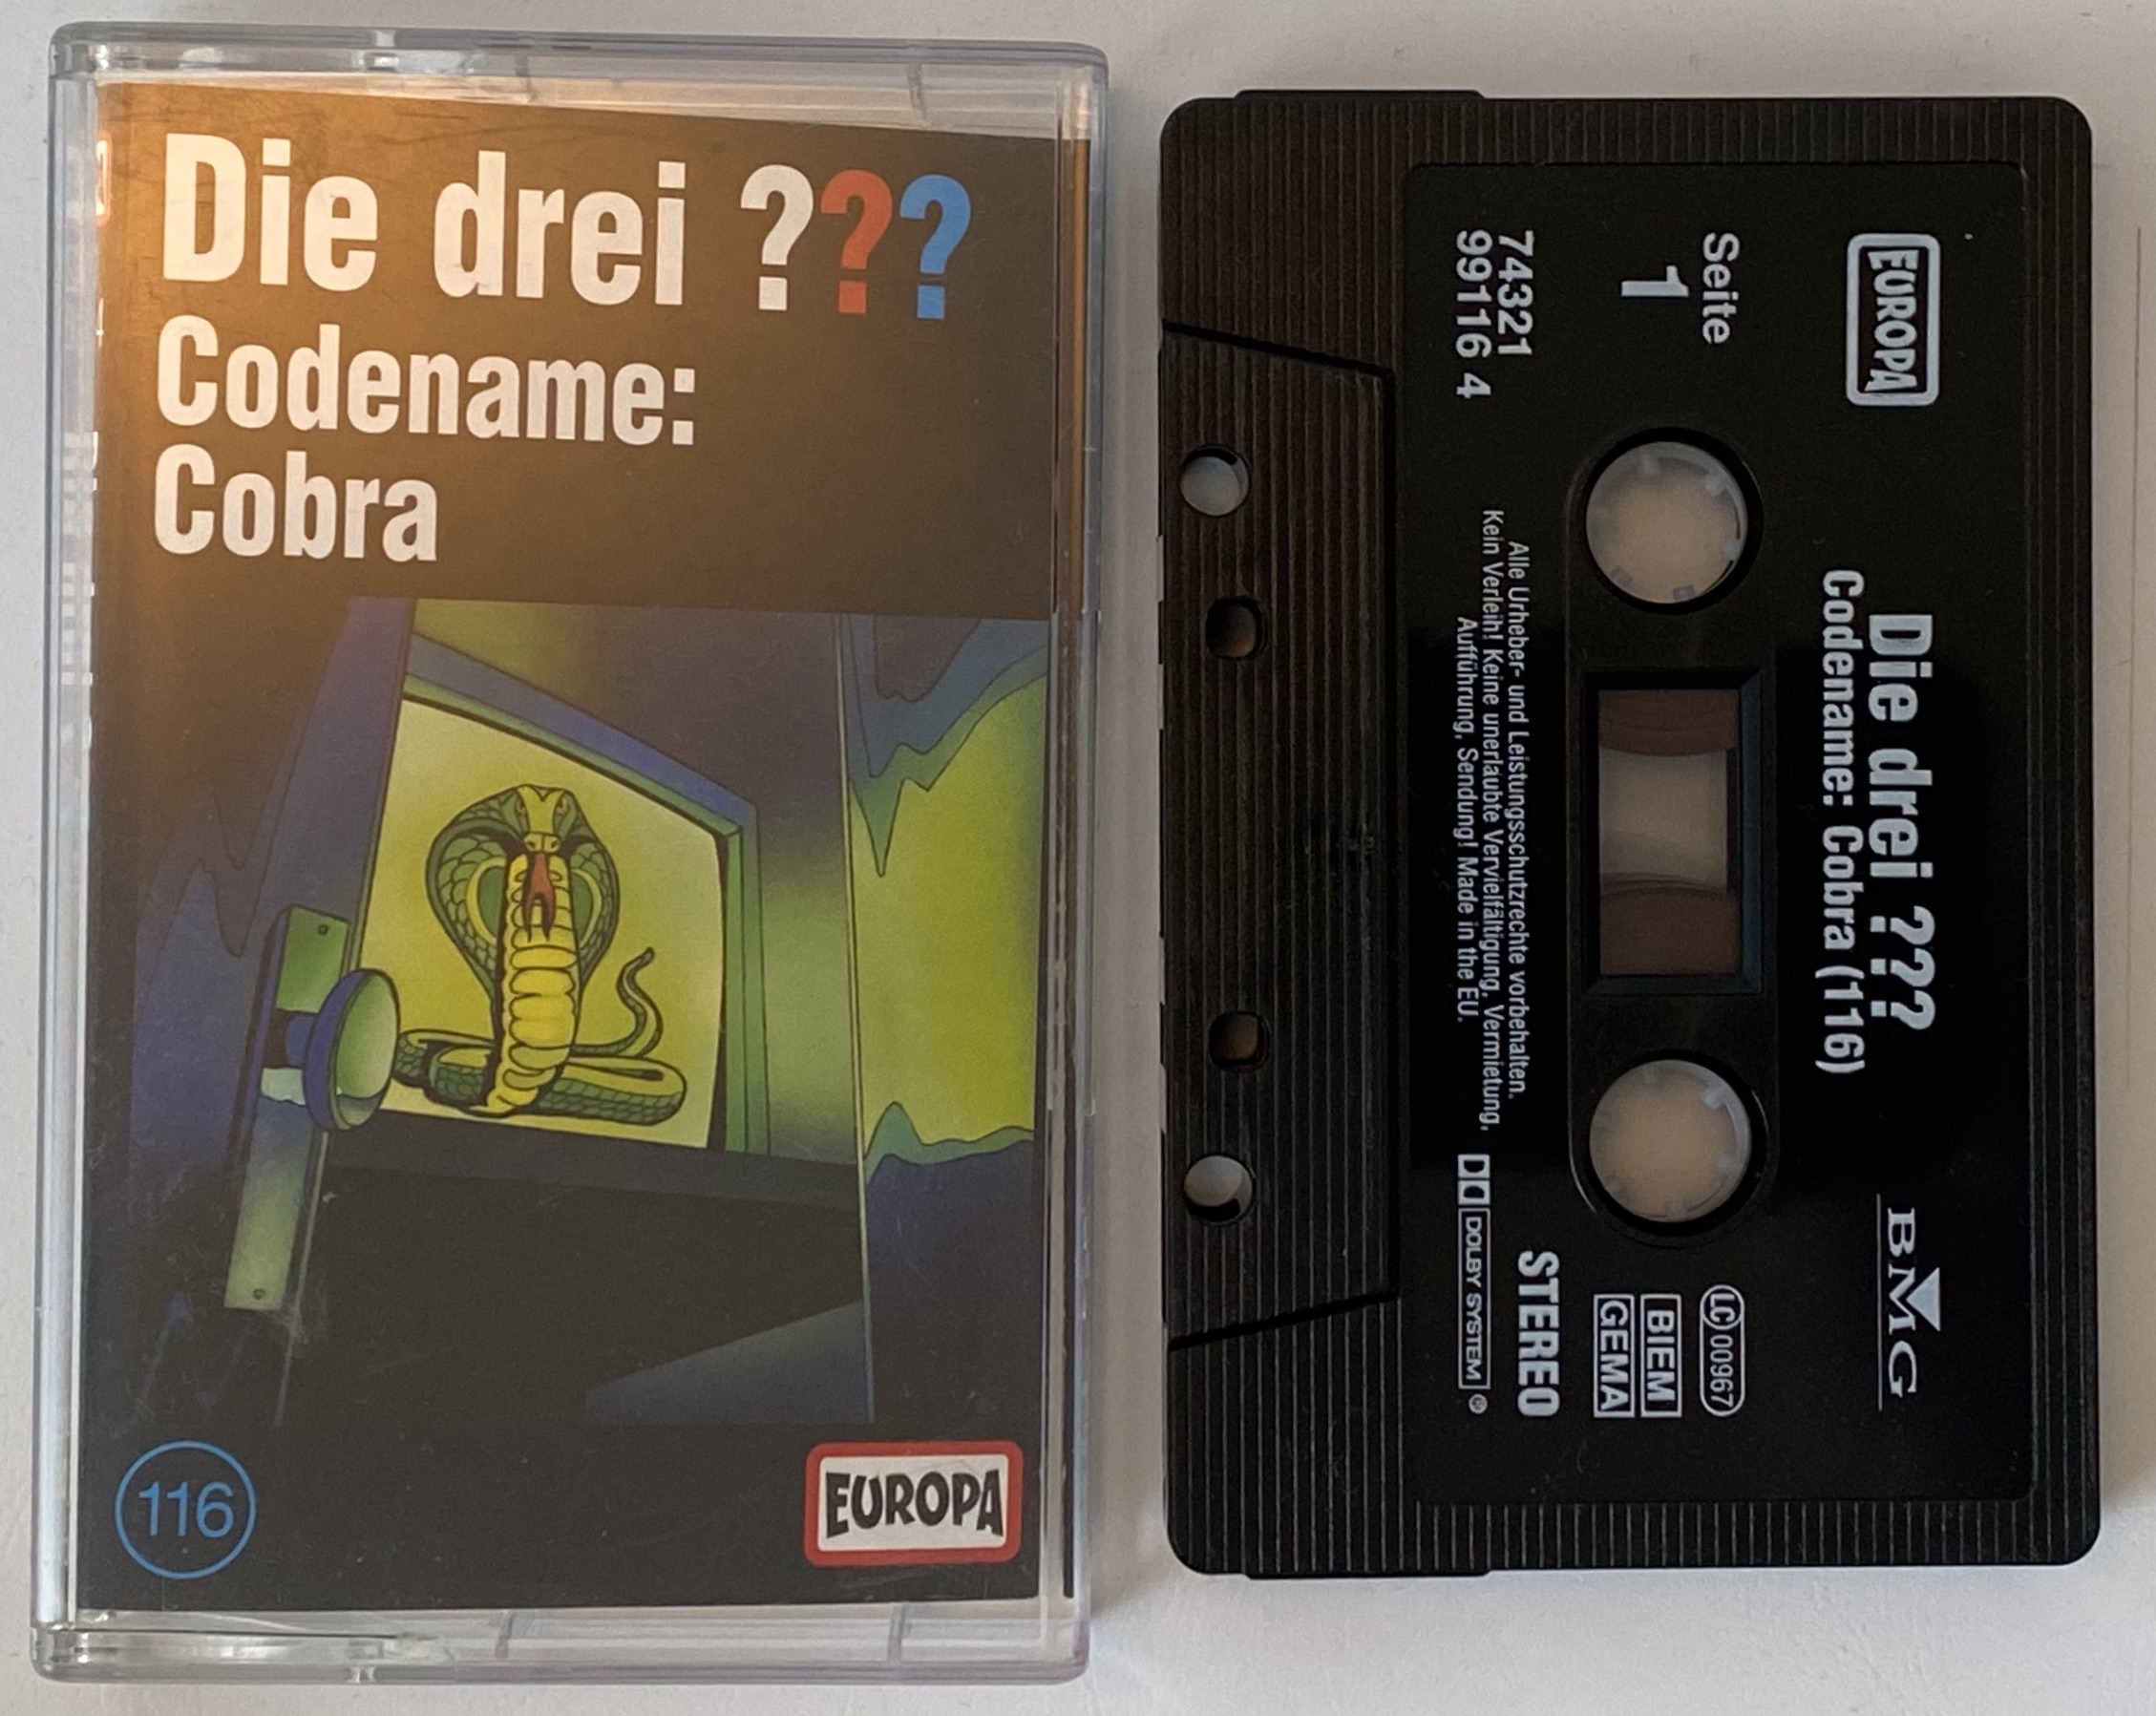 Die drei ???
Codename:
Cobra
116
EUROPA
EUROPA
Die drei ???
Codename: Cobra (116)
BMG
Seite
1
74321
99116 4
LC 00967
BIEM
GEMA
STEREO
Alle Urheber- und Leistungsschutzrechte vorbehalten.
Kein Verleih! Keine unerlaubte Vervielfältigung, Vermietung,
Aufführung, Sendung! Made in the EU.
DOLBY SYSTEM ®